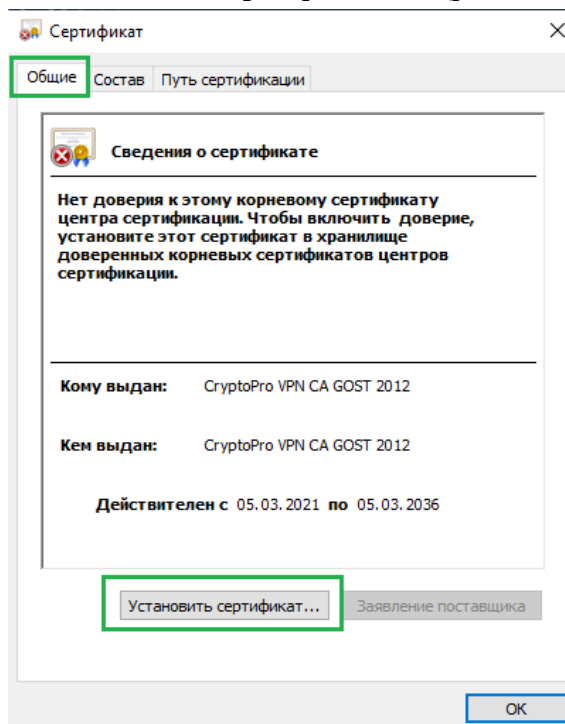 Сертификат
Общие Состав Путь сертификации
Сведения о сертификате
Нет доверия к этому корневому сертификату
центра сертификации. Чтобы включить доверие,
установите этот сертификат в хранилище
доверенных корневых сертификатов центров
сертификации.
Кому выдан: CryptoPro VPN CA GOST 2012
Кем выдан: CryptoPro VPN CA GOST 2012
Действителен с 05.03.2021 по 05.03.2036
Установить сертификат... Заявление поставщика
ОК